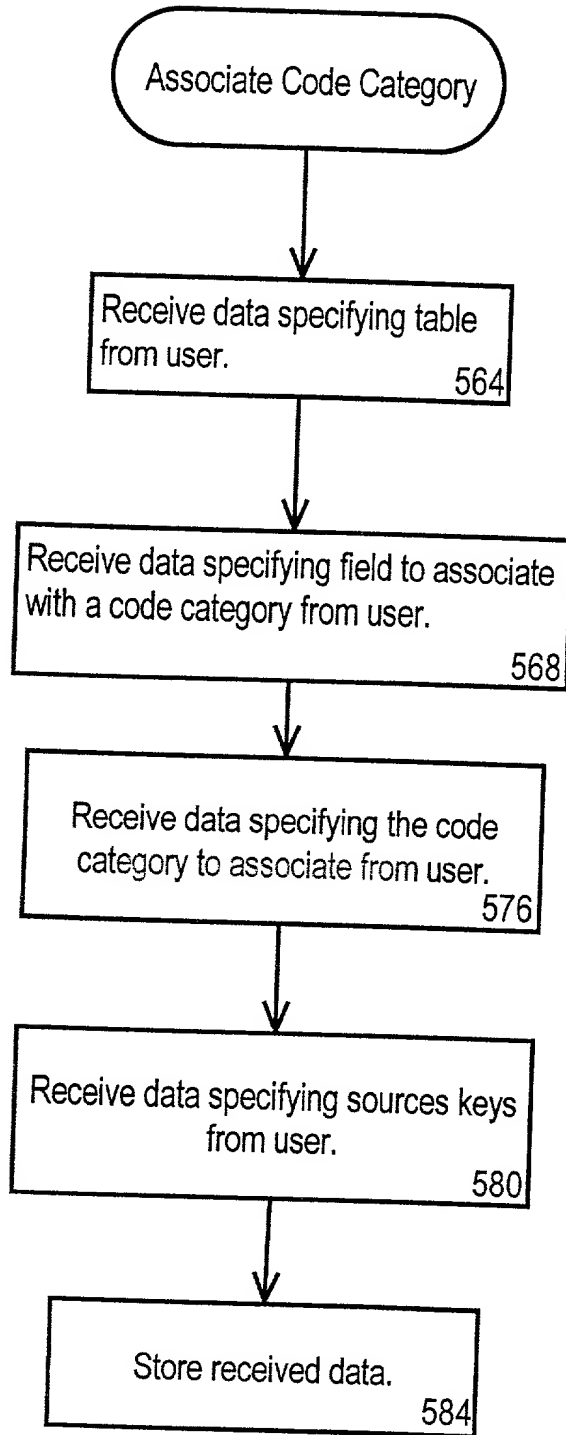 Associate Code Category
Receive data specifying table
from user.
564
Receive data specifying field to associate
with a code category from user.
568
Receive data specifying the code
category to associate from user.
576
Receive data specifying sources keys
from user.
580
Store received data.
584